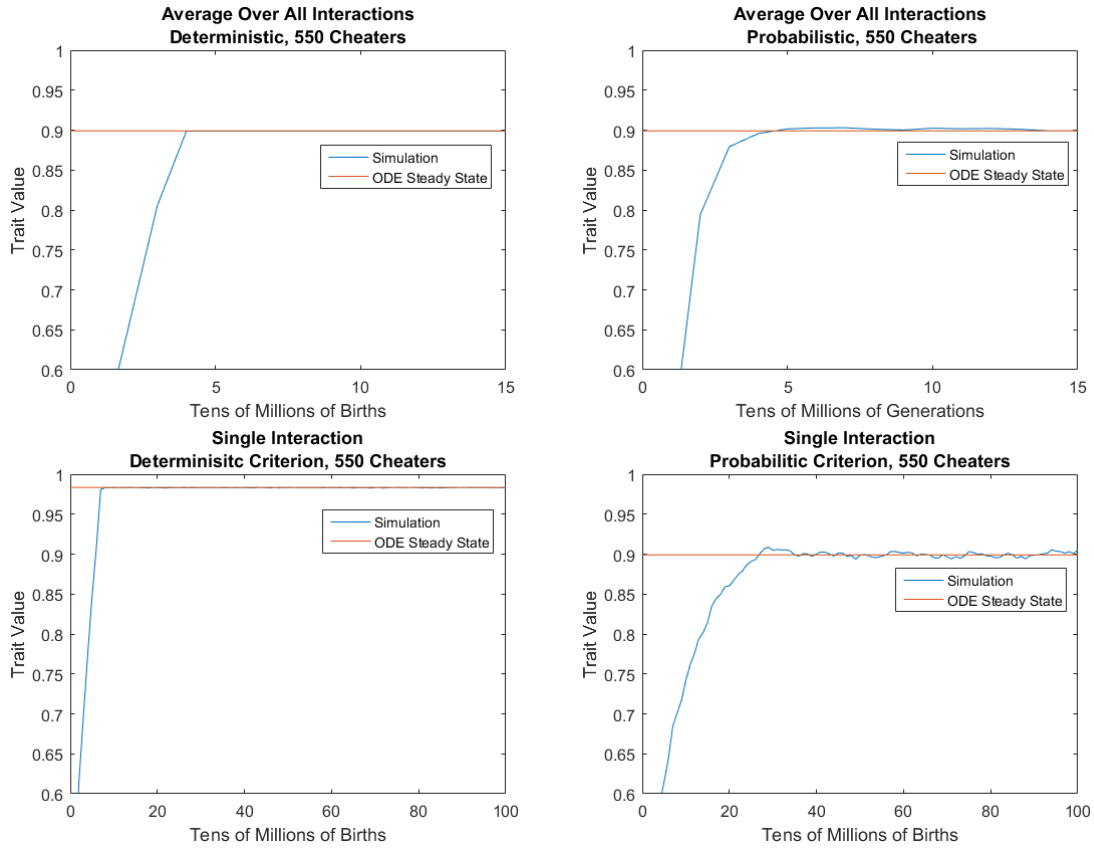 Average Over All Interactions
Deterministic, 550 Cheaters
1
0.95
0.9
0.85
0.8
0.75
0.7
0.65
0.6
Trait Value
Simulation
ODE Steady State
0 5 10 15
Tens of Millions of Births
Average Over All Interactions
Probabilistic, 550 Cheaters
1
0.95
0.9
0.85
0.8
0.75
0.7
0.65
0.6
Trait Value
Simulation
ODE Steady State
0 5 10 15
Tens of Millions of Generations
Single Interaction
Determinisitc Criterion, 550 Cheaters
1
0.95
0.9
0.85
0.8
0.75
0.7
0.65
0.6
Trait Value
Simulation
ODE Steady State
0 20 40 60 80 100
Tens of Millions of Births
Single Interaction
Probabilitic Criterion, 550 Cheaters
1
0.95
0.9
0.85
0.8
0.75
0.7
0.65
0.6
Trait Value
Simulation
ODE Steady State
0 20 40 60 80 100
Tens of Millions of Births